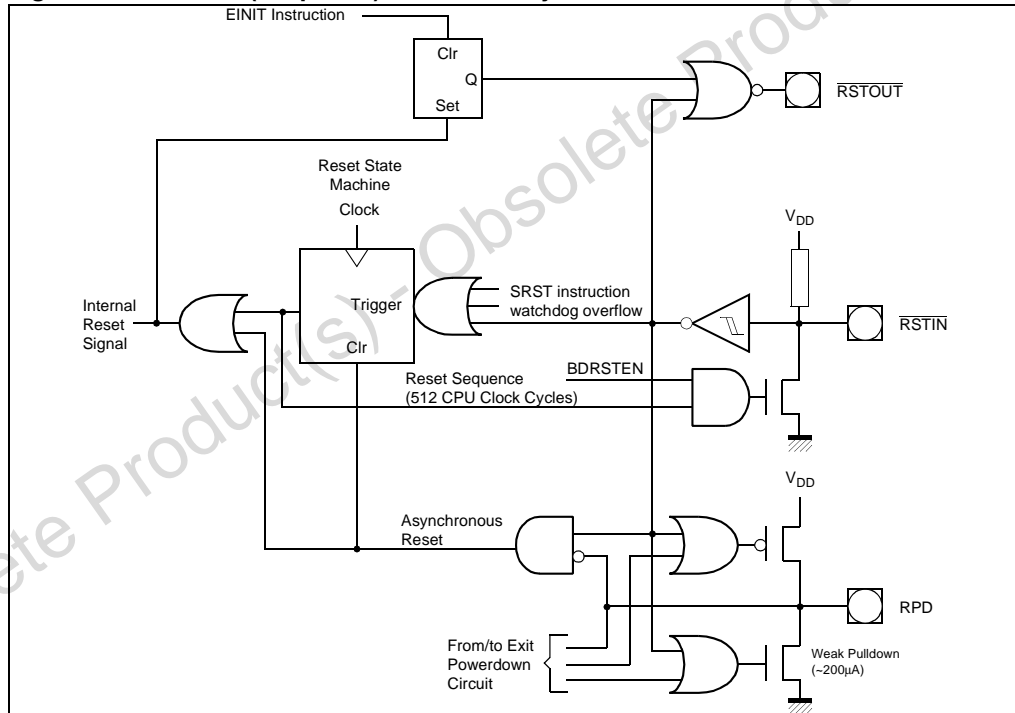 EINIT Instruction
Clr
Q
Set
RSTOUT
Reset State
Machine
Clock
VDD
Internal
Reset
Signal
Trigger
Clr
SRST instruction
watchdog overflow
RSTIN
BDRSTEN
Reset Sequence
(512 CPU Clock Cycles)
VDD
Asynchronous
Reset
RPD
From/to Exit
Powerdown
Circuit
Weak Pulldown
(~200µA)
ete Product(s) - Obsolete Produ